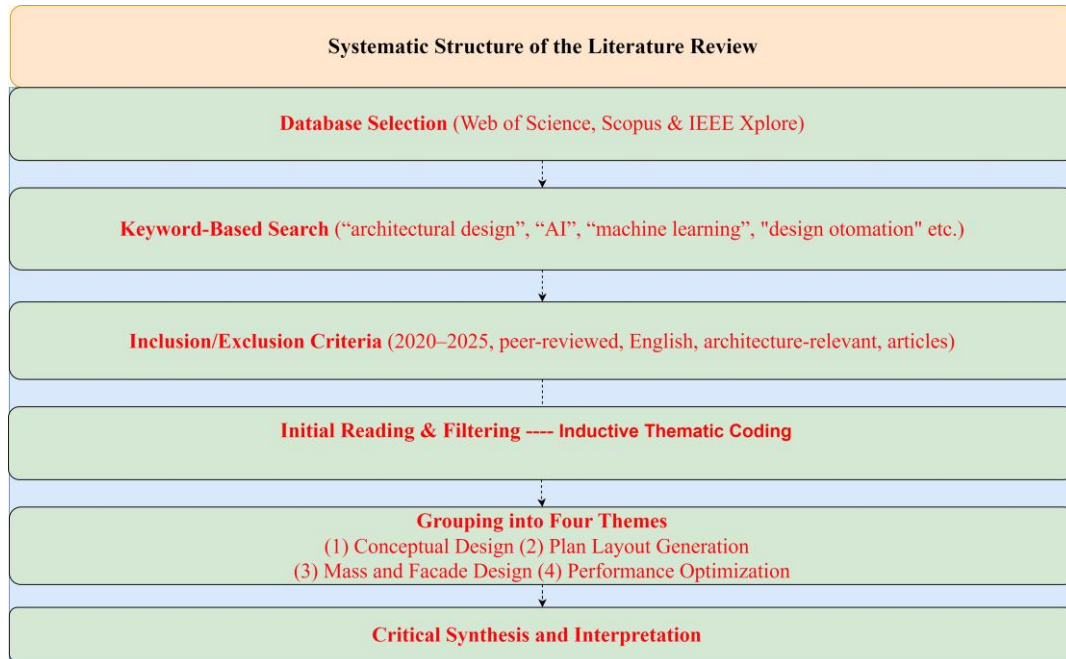 Systematic Structure of the Literature Review
Database Selection (Web of Science, Scopus & IEEE Xplore)
Keyword-Based Search (“architectural design”, “AI”, “machine learning”, "design otomation" etc.)
Inclusion/Exclusion Criteria (2020–2025, peer-reviewed, English, architecture-relevant, articles)
Initial Reading & Filtering ---- Inductive Thematic Coding
Grouping into Four Themes
(1) Conceptual Design (2) Plan Layout Generation
(3) Mass and Facade Design (4) Performance Optimization
Critical Synthesis and Interpretation